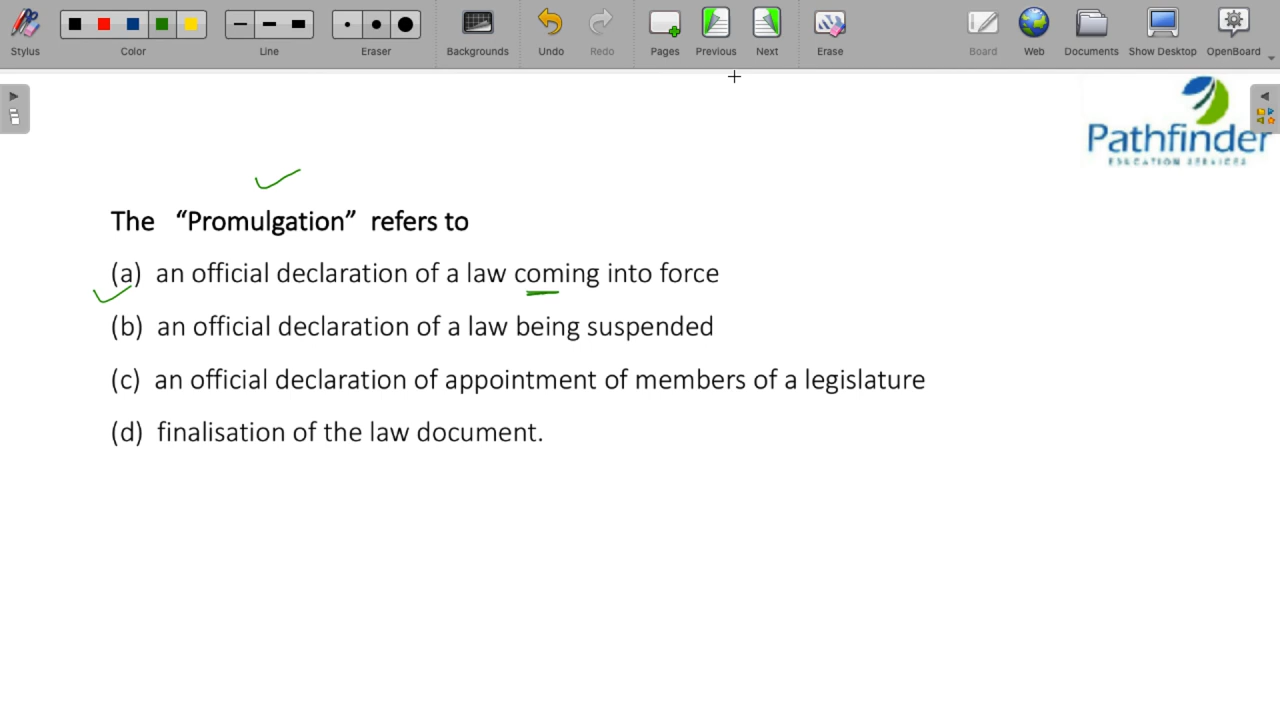 Stylus Color Line Eraser Backgrounds Undo Redo Pages Previous Next Erase Board Web Documents Show Desktop OpenBoard
Pathfinder
EDUCATION SERVICES
The “Promulgation” refers to
(a) an official declaration of a law coming into force
(b) an official declaration of a law being suspended
(c) an official declaration of appointment of members of a legislature
(d) finalisation of the law document.